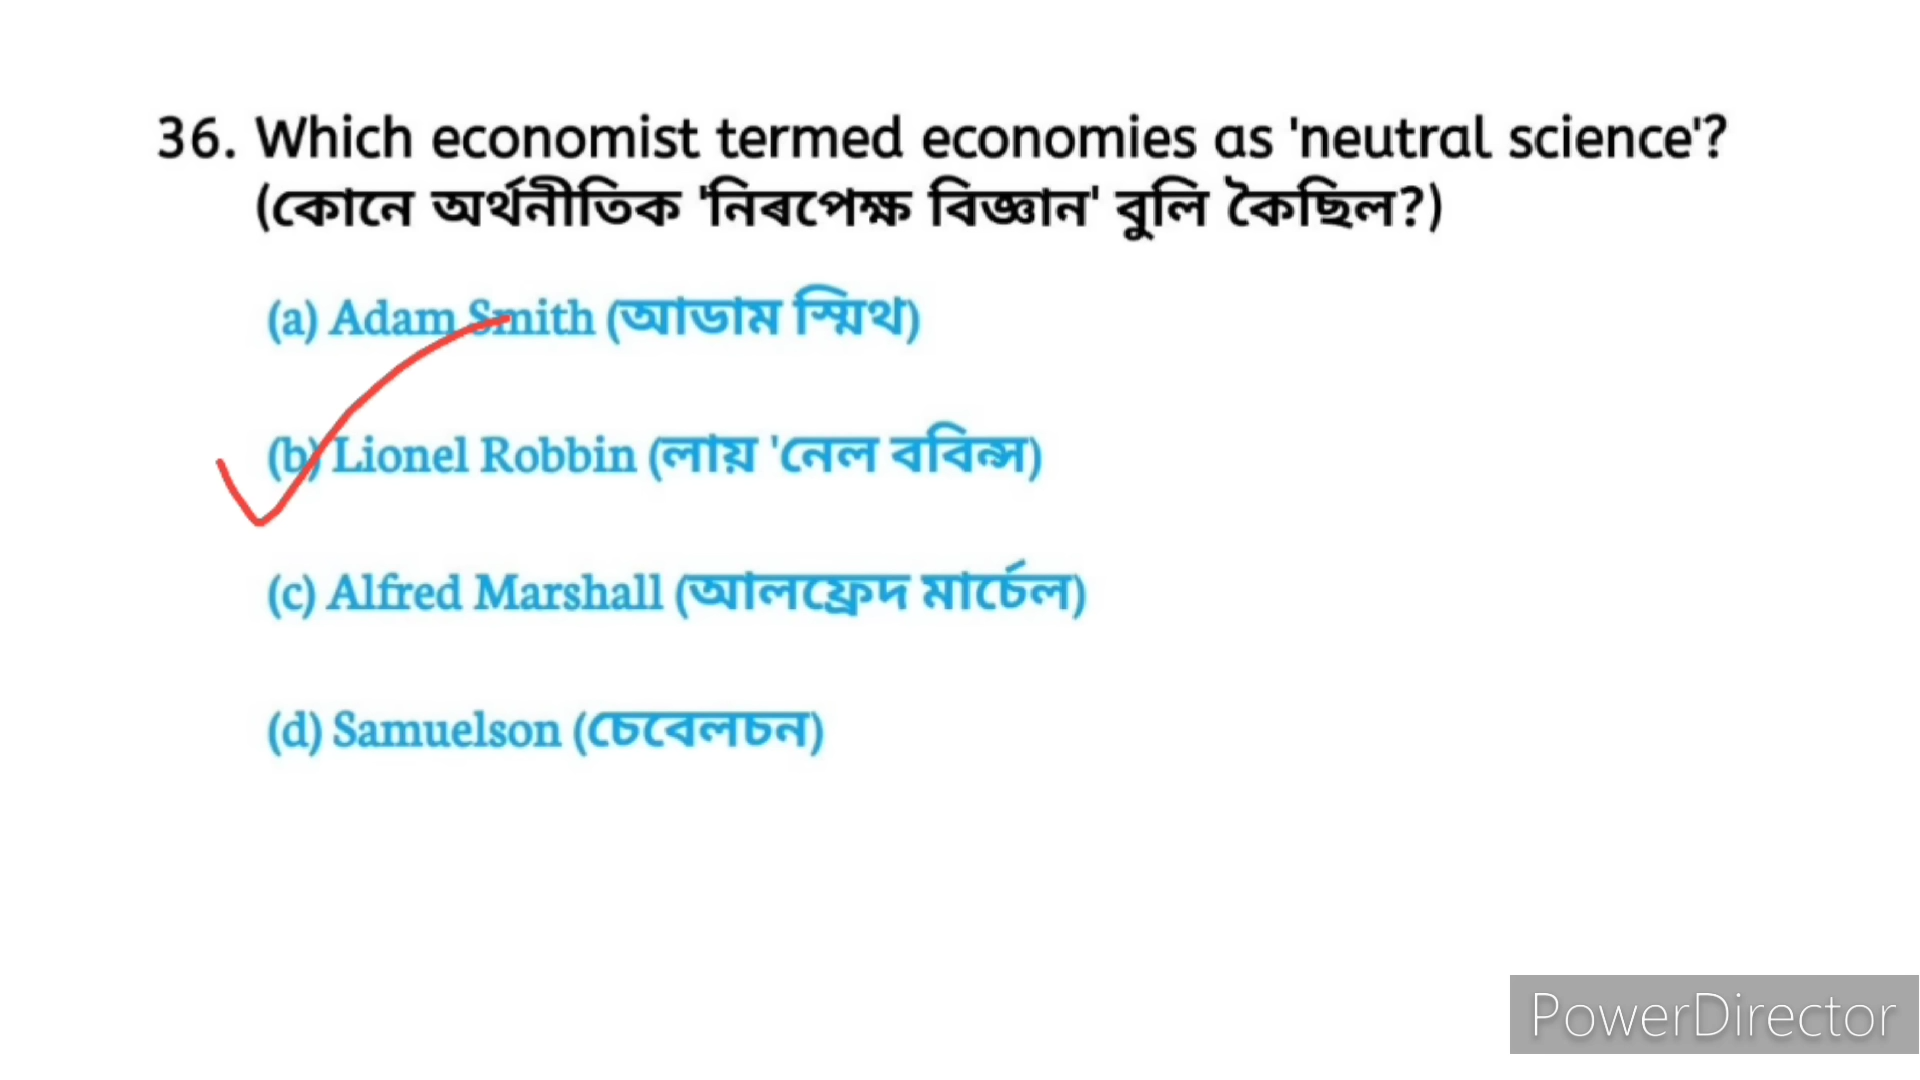 36. Which economist termed economies as 'neutral science'?
(কোনে অৰ্থনীতিক 'নিৰপেক্ষ বিজ্ঞান' বুলি কৈছিল?)
(a) Adam Smith (আডাম স্মিথ)
(b) Lionel Robbin (লায় 'নেল ববিন্স)
(c) Alfred Marshall (আলফ্ৰেদ মাৰ্চেল)
(d) Samuelson (চেবেলচন)
PowerDirector